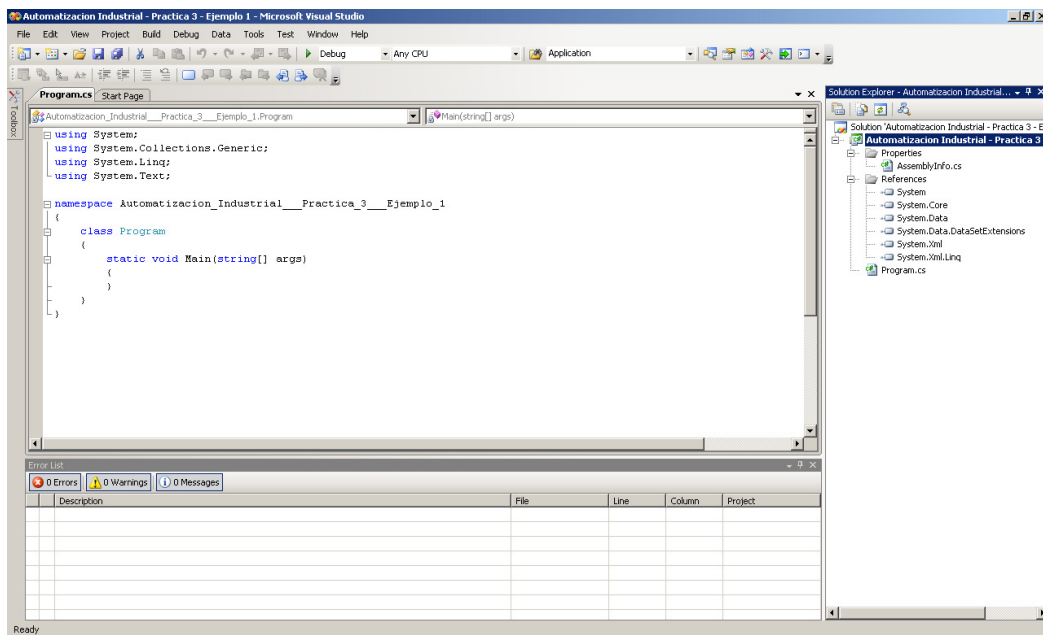 Automatizacion Industrial - Practica 3 - Ejemplo 1 - Microsoft Visual Studio
File Edit View Project Build Debug Data Tools Test Window Help
Debug Any CPU Application
Toolbox
Program.cs Start Page
Automatizacion_Industrial___Practica_3___Ejemplo_1.Program Main(string[] args)
using System;
using System.Collections.Generic;
using System.Linq;
using System.Text;
namespace Automatizacion_Industrial___Practica_3___Ejemplo_1
{
class Program
{
static void Main(string[] args)
{
}
}
}
Error List
0 Errors 0 Warnings 0 Messages
Description File Line Column Project
Solution Explorer - Automatizacion Industrial...
Solution 'Automatizacion Industrial - Practica 3 - E
Automatizacion Industrial - Practica 3
Properties
AssemblyInfo.cs
References
System
System.Core
System.Data
System.Data.DataSetExtensions
System.Xml
System.Xml.Linq
Program.cs
Ready